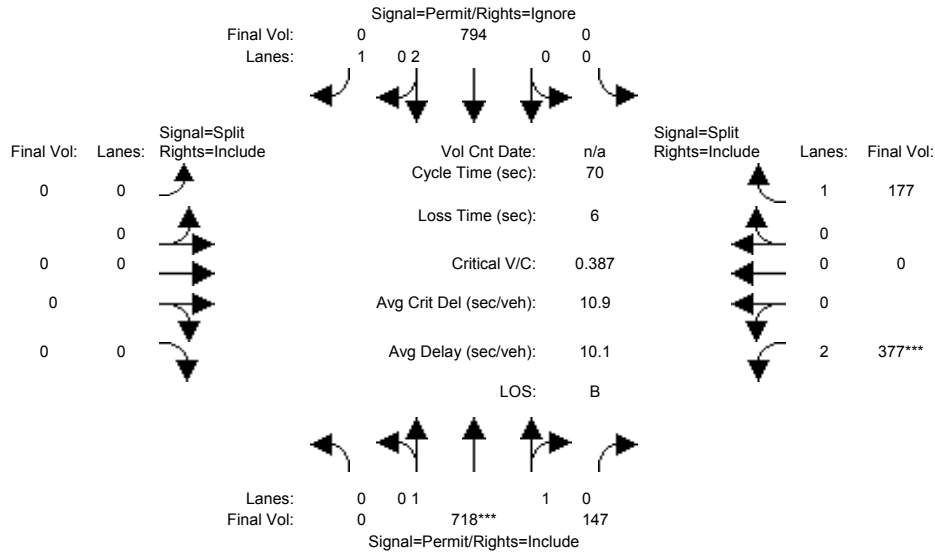 Signal=Permit/Rights=Ignore
Final Vol: 0 794 0
Lanes: 1 0 2 0 0
Signal=Split
Final Vol: Lanes: Rights=Include
Vol Cnt Date: n/a
Signal=Split
Rights=Include Lanes: Final Vol:
Cycle Time (sec): 70
0 0
1 177
Loss Time (sec): 6
0
0
0 0
Critical V/C: 0.387
0 0
0
Avg Crit Del (sec/veh): 10.9
0
0 0
Avg Delay (sec/veh): 10.1
2 377***
LOS: B
Lanes: 0 0 1 1 0
Final Vol: 0 718*** 147
Signal=Permit/Rights=Include